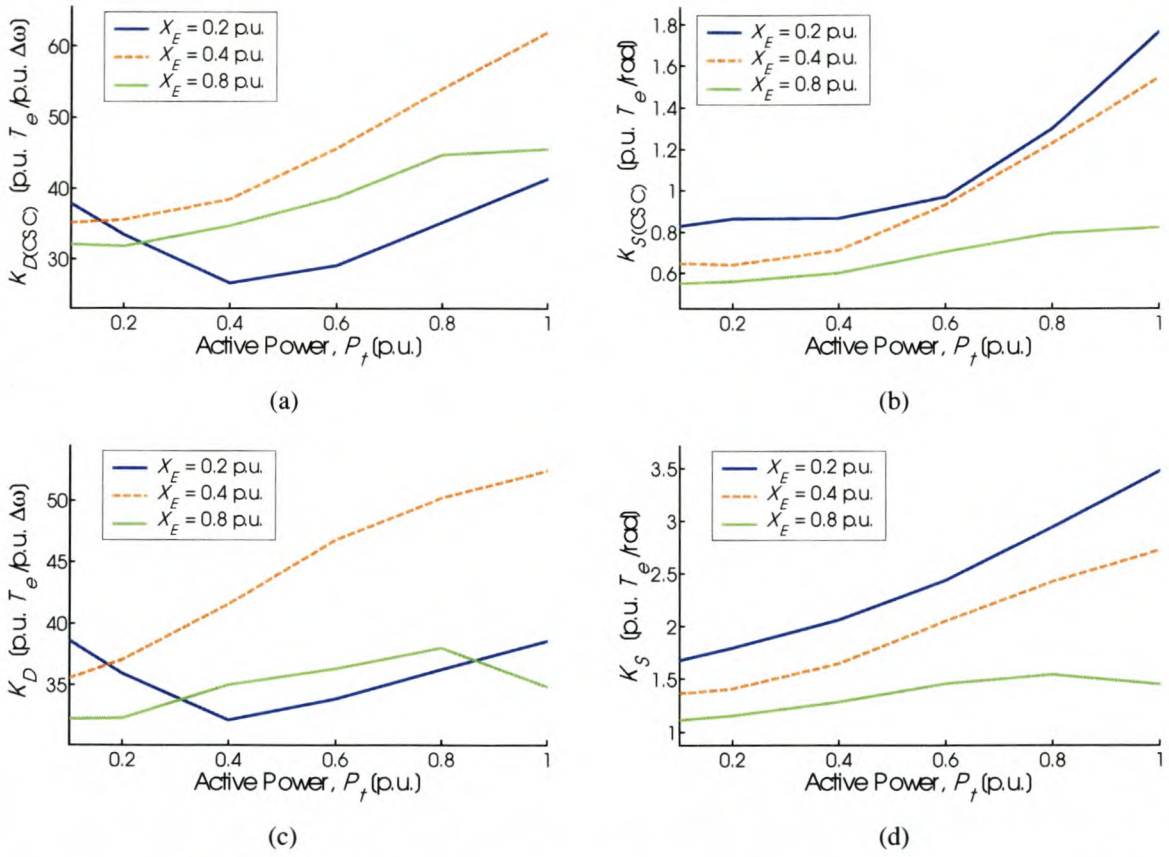 X_E = 0.2 p.u.
X_E = 0.4 p.u.
X_E = 0.8 p.u.
60
50
40
30
K_D(CSC) (p.u. T_e/p.u. Δω)
0.2 0.4 0.6 0.8 1
Active Power, P_t (p.u.)
(a)
X_E = 0.2 p.u.
X_E = 0.4 p.u.
X_E = 0.8 p.u.
1.8
1.6
1.4
1.2
1
0.8
0.6
K_S(CSC) (p.u. T_e/rad)
0.2 0.4 0.6 0.8 1
Active Power, P_t (p.u.)
(b)
X_E = 0.2 p.u.
X_E = 0.4 p.u.
X_E = 0.8 p.u.
50
45
40
35
K_D (p.u. T_e/p.u. Δω)
0.2 0.4 0.6 0.8 1
Active Power, P_t (p.u.)
(c)
X_E = 0.2 p.u.
X_E = 0.4 p.u.
X_E = 0.8 p.u.
3.5
3
2.5
2
1.5
1
K_S (p.u. T_e/rad)
0.2 0.4 0.6 0.8 1
Active Power, P_t (p.u.)
(d)